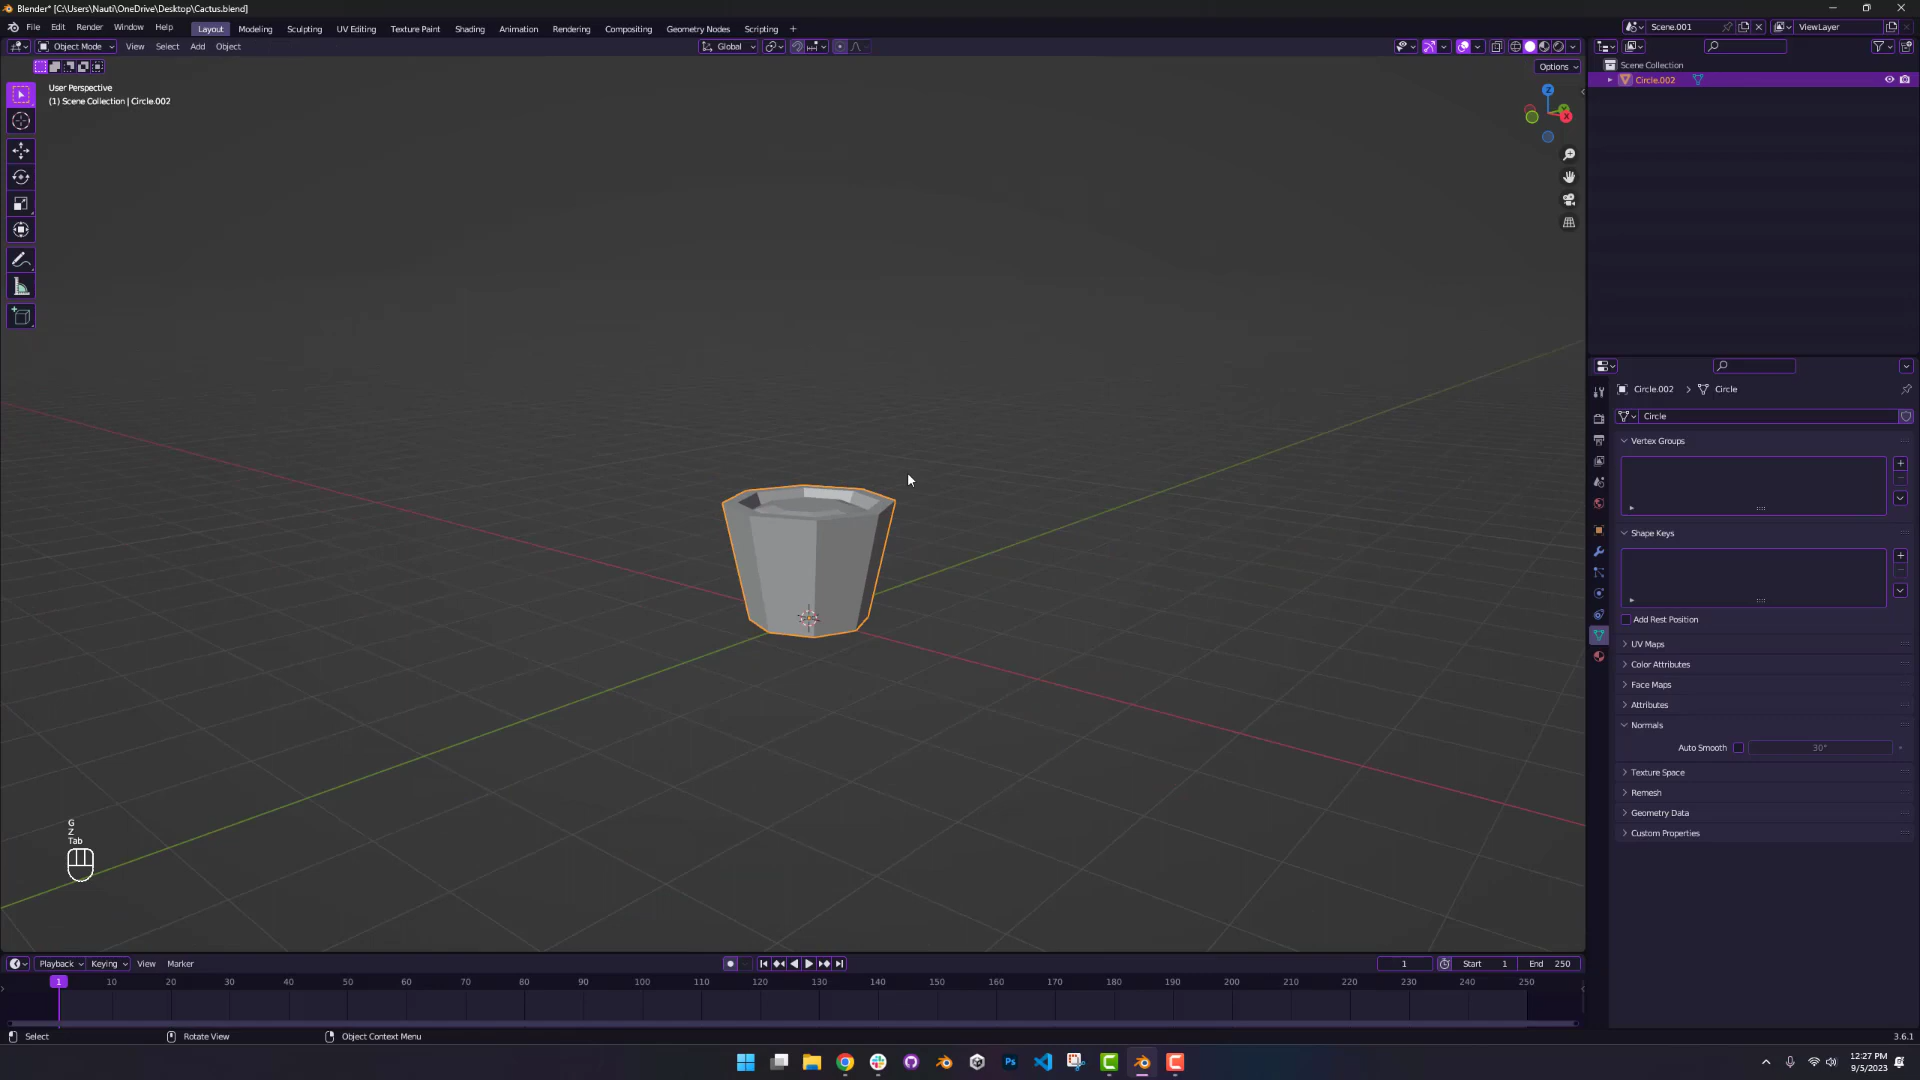 Blender* [C:\Users\Nauti\OneDrive\Desktop\Cactus.blend]
File Edit Render Window Help Layout Modeling Sculpting UV Editing Texture Paint Shading Animation Rendering Compositing Geometry Nodes Scripting + Scene.001 ViewLayer
Object Mode View Select Add Object Global
Options
User Perspective
(1) Scene Collection | Circle.002
Z
Y
X
Scene Collection
Circle.002
Circle.002 > Circle
Circle
Vertex Groups
Shape Keys
Add Rest Position
UV Maps
Color Attributes
Face Maps
Attributes
Normals
Auto Smooth 30°
Texture Space
Remesh
Geometry Data
Custom Properties
G
Z
Tab
Playback Keying View Marker 1 Start 1 End 250
1 10 20 30 40 50 60 70 80 90 100 110 120 130 140 150 160 170 180 190 200 210 220 230 240 250
Select Rotate View Object Context Menu 3.6.1
Ps
12:27 PM
9/5/2023